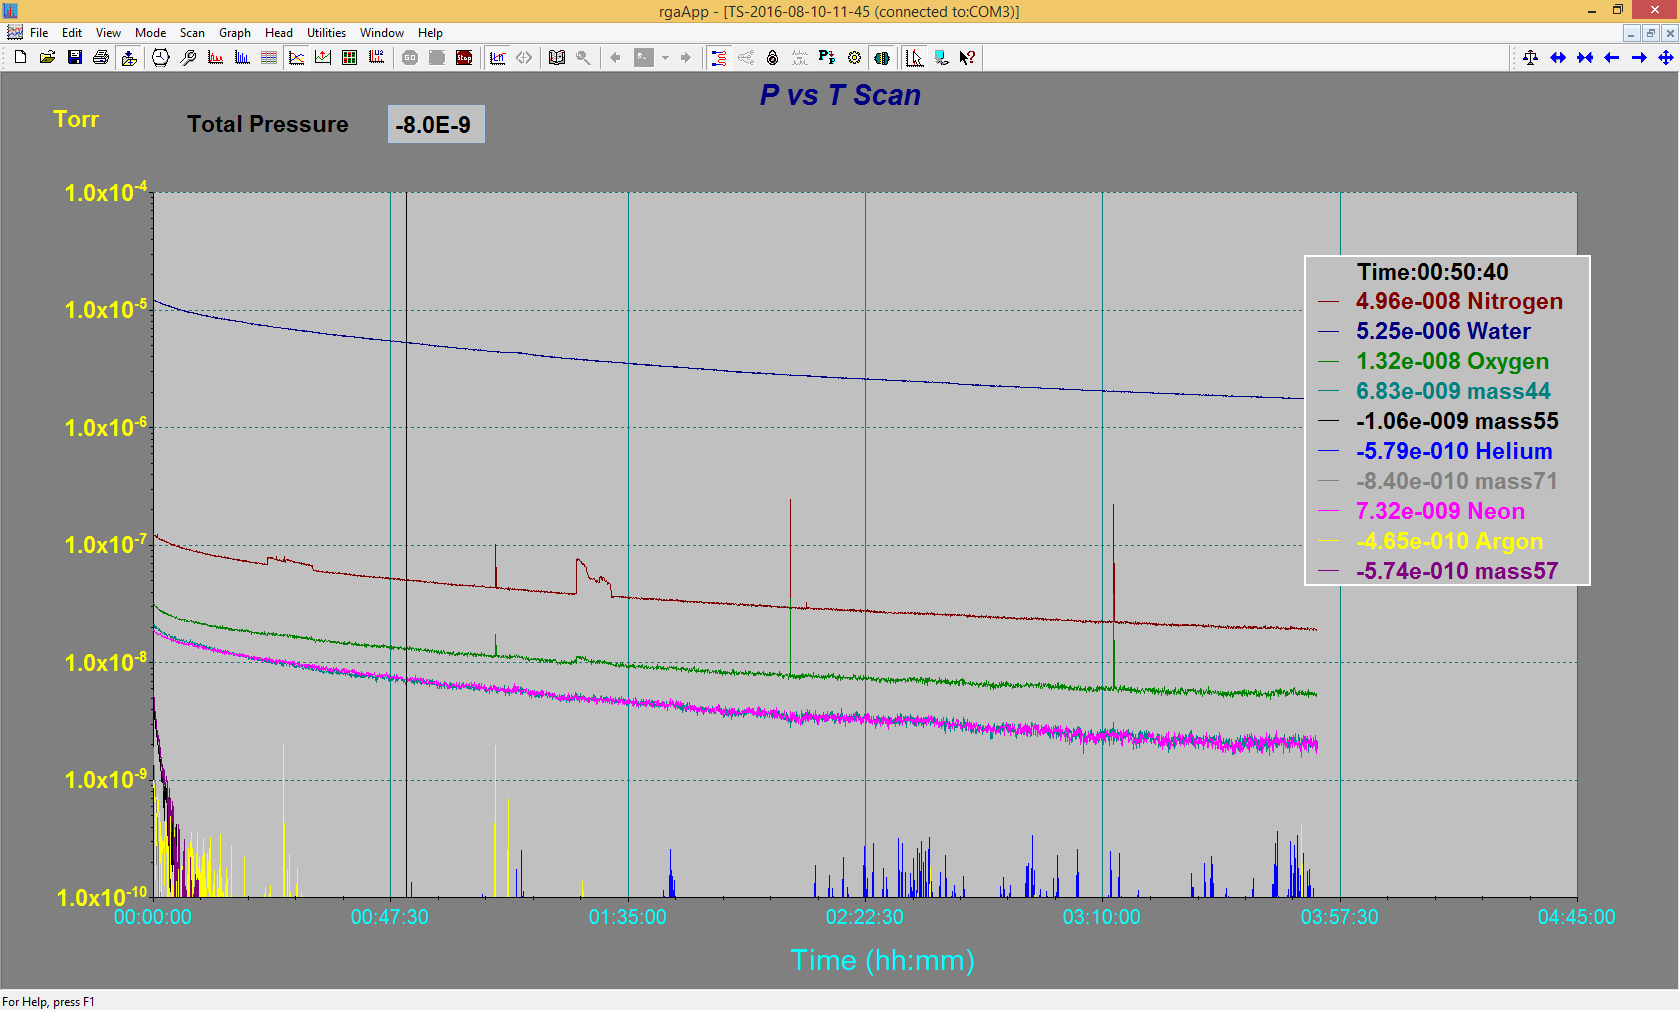 rgaApp - [TS-2016-08-10-11-45 (connected to:COM3)]
File Edit View Mode Scan Graph Head Utilities Window Help
GO Stop
P vs T Scan
Torr
Total Pressure -8.0E-9
1.0x10-4
1.0x10-5
1.0x10-6
1.0x10-7
1.0x10-8
1.0x10-9
1.0x10-10
Time:00:50:40
4.96e-008 Nitrogen
5.25e-006 Water
1.32e-008 Oxygen
6.83e-009 mass44
-1.06e-009 mass55
-5.79e-010 Helium
-8.40e-010 mass71
7.32e-009 Neon
-4.65e-010 Argon
-5.74e-010 mass57
00:00:00 00:47:30 01:35:00 02:22:30 03:10:00 03:57:30 04:45:00
Time (hh:mm)
For Help, press F1